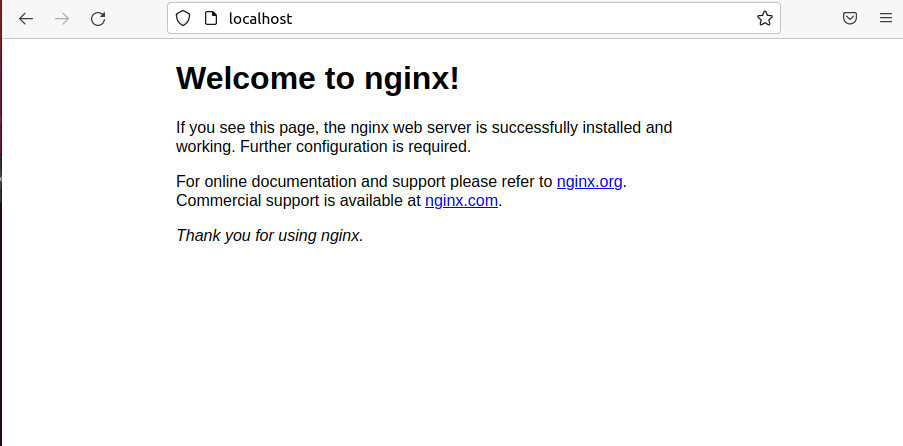 localhost
Welcome to nginx!
If you see this page, the nginx web server is successfully installed and
working. Further configuration is required.
For online documentation and support please refer to nginx.org.
Commercial support is available at nginx.com.
Thank you for using nginx.